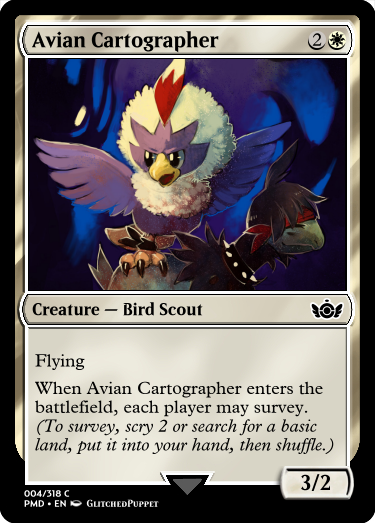 Avian Cartographer 2
Creature — Bird Scout
Flying
When Avian Cartographer enters the
battlefield, each player may survey.
(To survey, scry 2 or search for a basic
land, put it into your hand, then shuffle.)
3/2
004/318 C
PMD • EN GlitchedPuppet